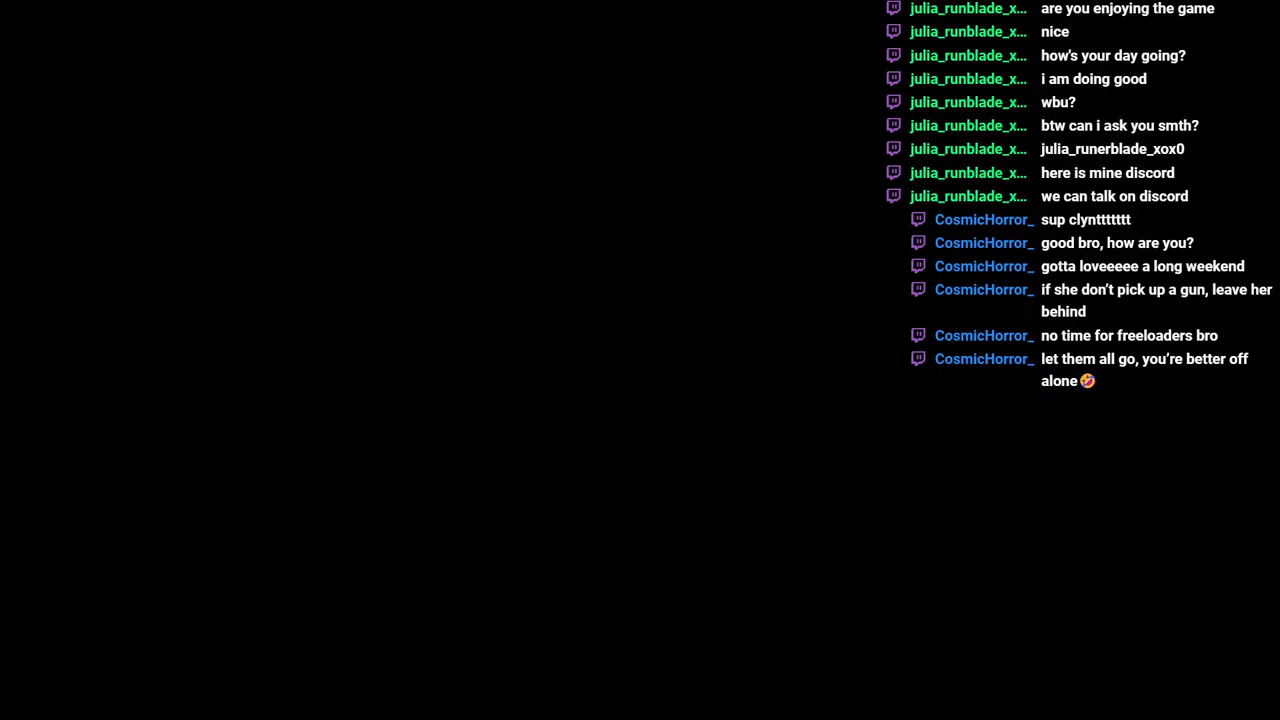 julia_runblade_x... are you enjoying the game
julia_runblade_x... nice
julia_runblade_x... how's your day going?
julia_runblade_x... i am doing good
julia_runblade_x... wbu?
julia_runblade_x... btw can i ask you smth?
julia_runblade_x... julia_runerblade_xox0
julia_runblade_x... here is mine discord
julia_runblade_x... we can talk on discord
CosmicHorror_ sup clynttttttt
CosmicHorror_ good bro, how are you?
CosmicHorror_ gotta loveeeee a long weekend
CosmicHorror_ if she don’t pick up a gun, leave her
behind
CosmicHorror_ no time for freeloaders bro
CosmicHorror_ let them all go, you’re better off
alone🤣